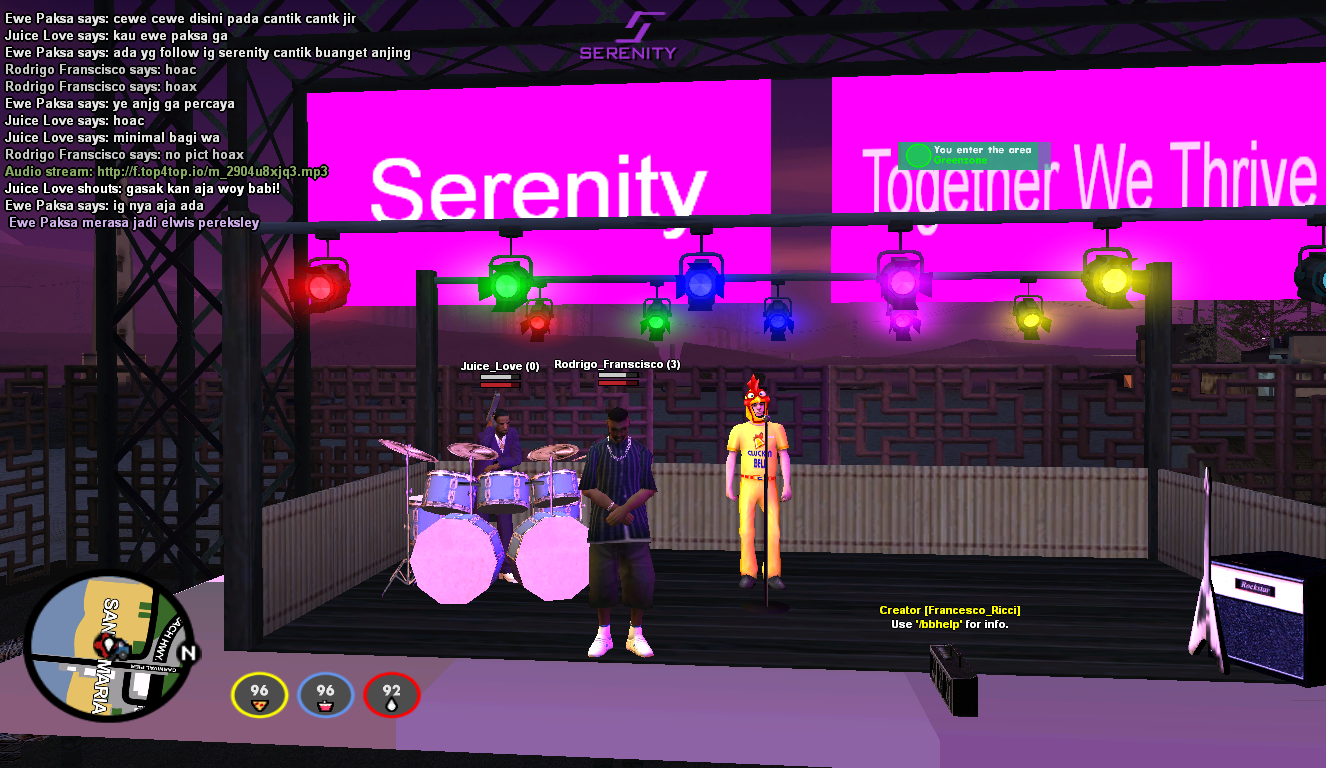 Ewe Paksa says: cewe cewe disini pada cantik cantk jir
Juice Love says: kau ewe paksa ga
Ewe Paksa says: ada yg follow ig serenity cantik buanget anjing
Rodrigo Franscisco says: hoac
Rodrigo Franscisco says: hoax
Ewe Paksa says: ye anjg ga percaya
Juice Love says: hoac
Juice Love says: minimal bagi wa
Rodrigo Franscisco says: no pict hoax
Audio stream: http://f.top4top.io/m_2904u8xjq3.mp3
Juice Love shouts: gasak kan aja woy babi!
Ewe Paksa says: ig nya aja ada
Ewe Paksa merasa jadi elwis pereksley
SERENITY
Serenity
Together We Thrive
You enter the area
Greenzone
Juice_Love (0)
Rodrigo_Franscisco (3)
CLUCKIN
BELL
Creator [Francesco_Ricci]
Use '/bbhelp' for info.
Rockstar
SANTA MARIA
N
96
96
92